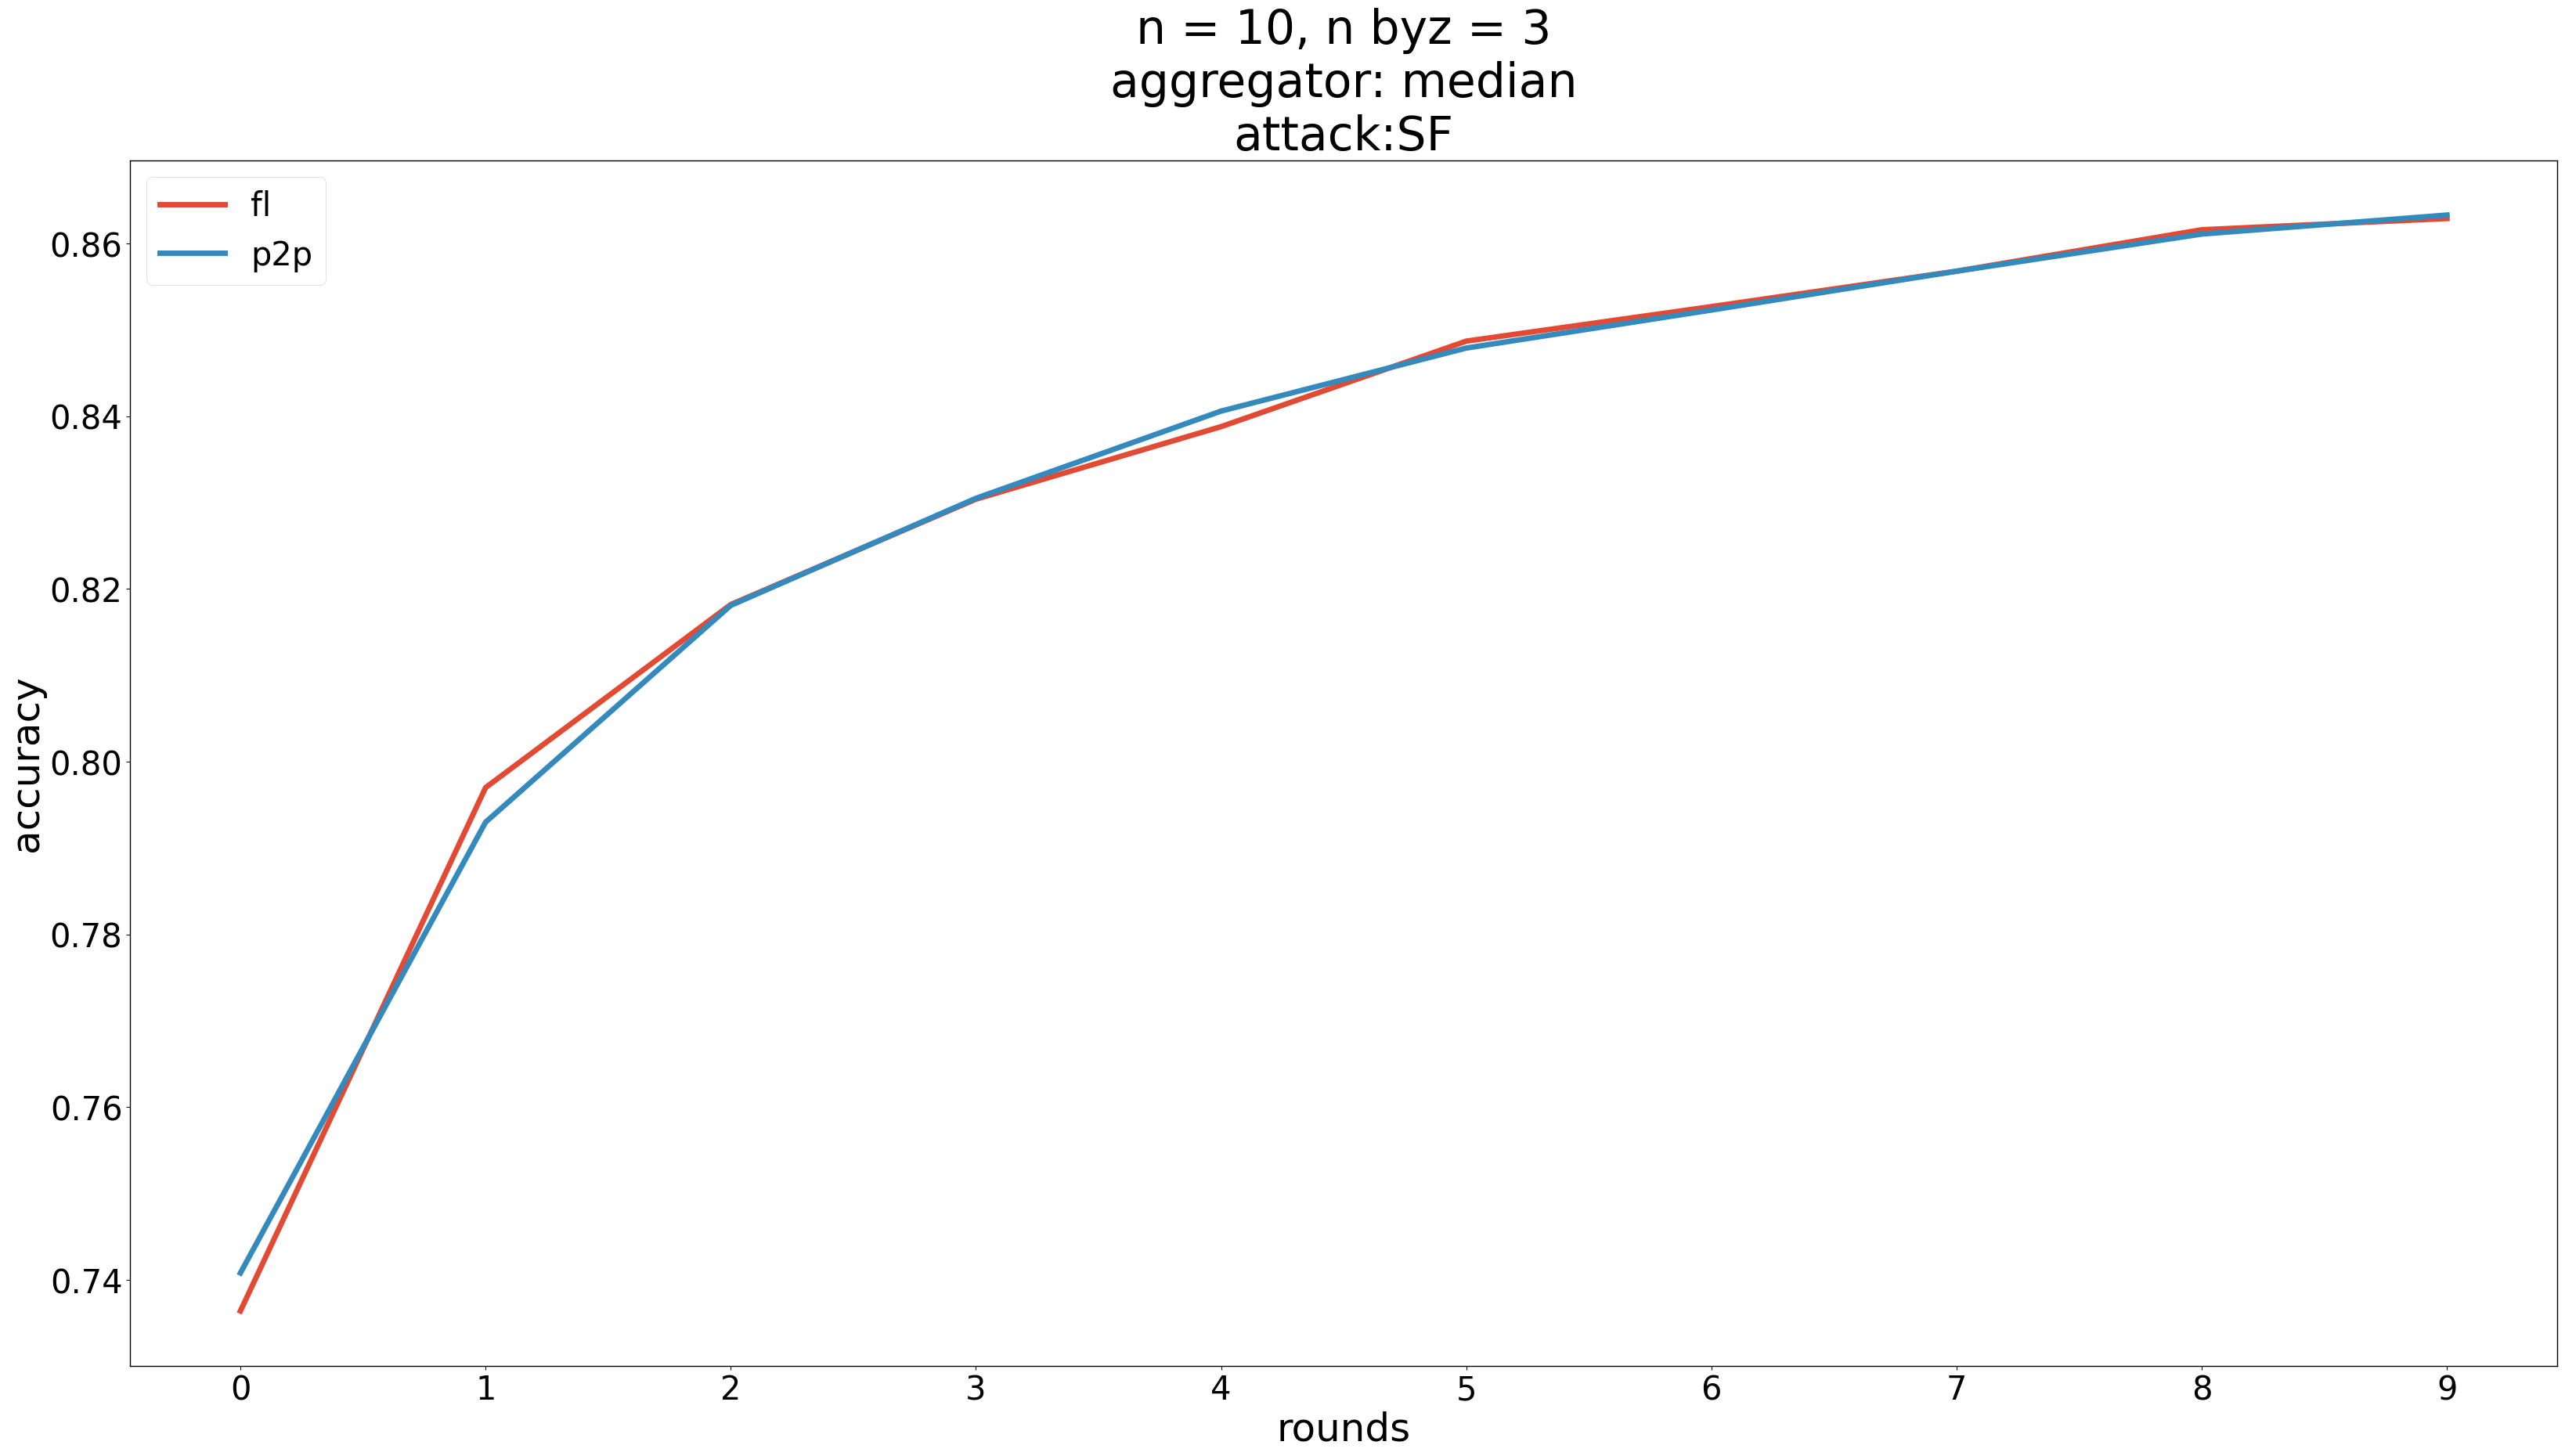 n = 10, n byz = 3
aggregator: median
attack:SF
fl
p2p
0.86
0.84
0.82
0.80
0.78
0.76
0.74
accuracy
0 1 2 3 4 5 6 7 8 9
rounds